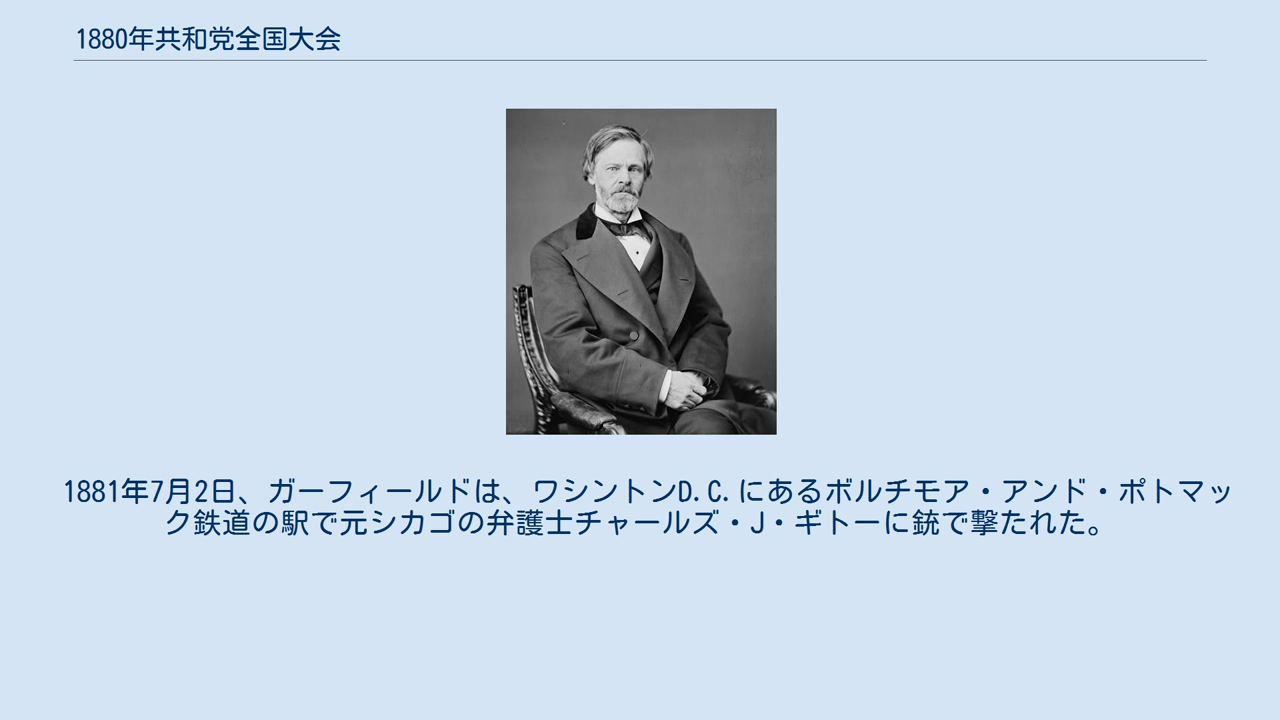 1880年共和党全国大会
1881年7月2日、ガーフィールドは、ワシントンD.C.にあるボルチモア・アンド・ポトマッ
ク鉄道の駅で元シカゴの弁護士チャールズ・J・ギトーに銃で撃たれた。